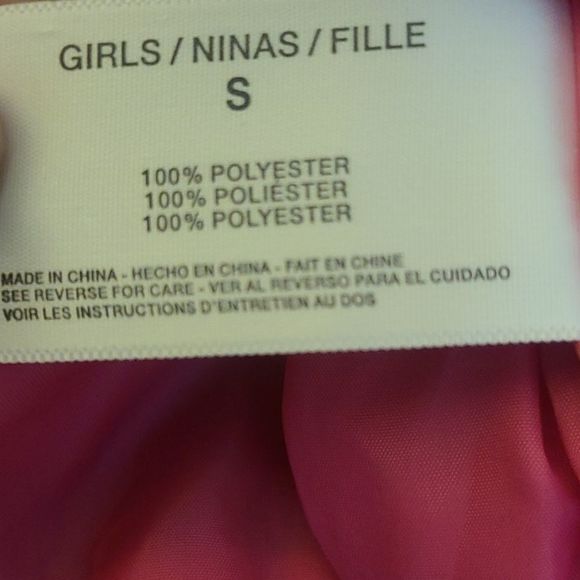 GIRLS / NINAS / FILLE
S
100% POLYESTER
100% POLIÉSTER
100% POLYESTER
MADE IN CHINA - HECHO EN CHINA - FAIT EN CHINE
SEE REVERSE FOR CARE - VER AL REVERSO PARA EL CUIDADO
VOIR LES INSTRUCTIONS D'ENTRETIEN AU DOS